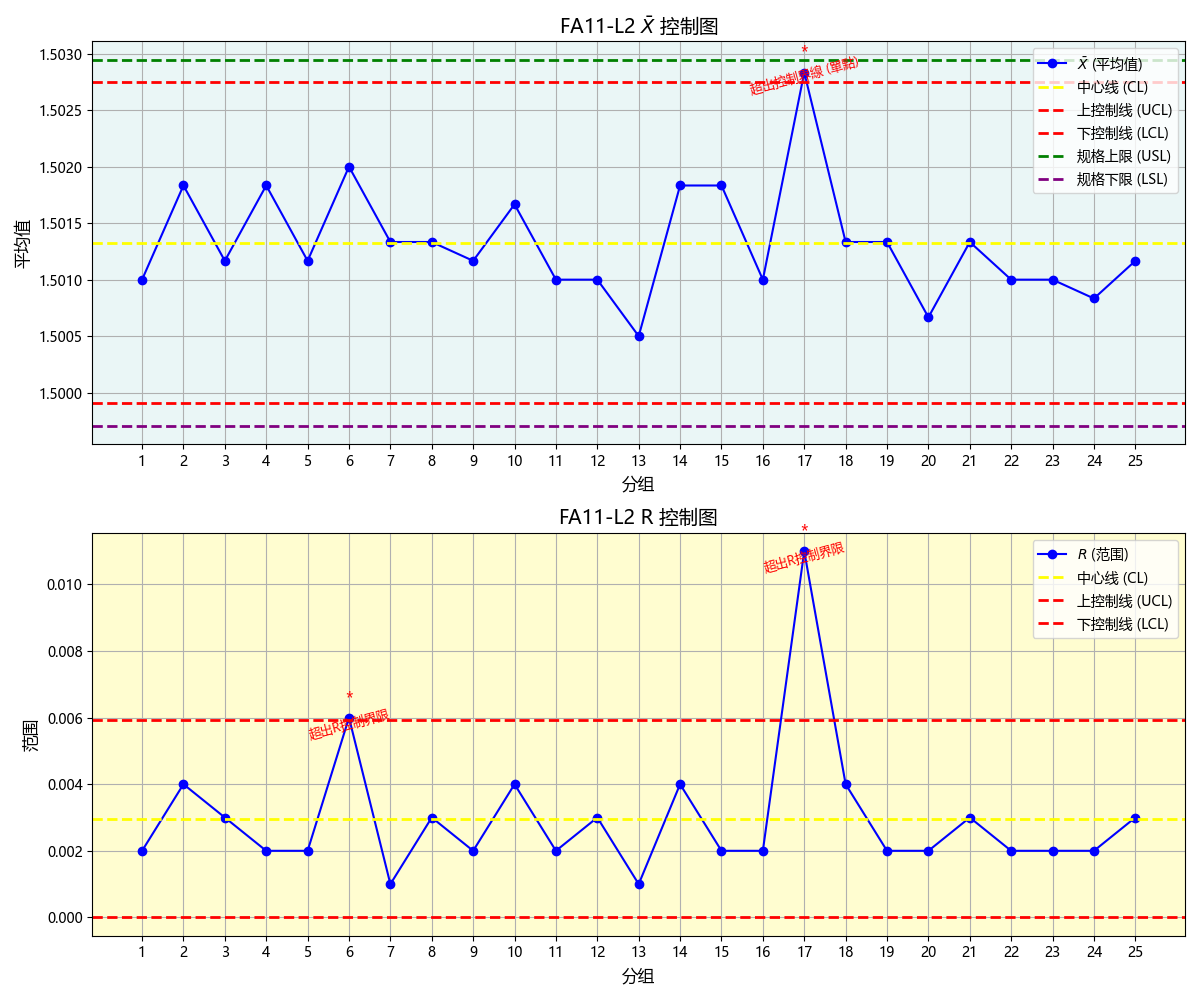 FA11-L2 X̄ 控制图
*
超出控制界線 (單點)
X̄ (平均值)
中心线 (CL)
上控制线 (UCL)
下控制线 (LCL)
规格上限 (USL)
规格下限 (LSL)
平均值
1.5030
1.5025
1.5020
1.5015
1.5010
1.5005
1.5000
1 2 3 4 5 6 7 8 9 10 11 12 13 14 15 16 17 18 19 20 21 22 23 24 25
分组
FA11-L2 R 控制图
*
超出R控制界限
R (范围)
中心线 (CL)
上控制线 (UCL)
下控制线 (LCL)
*
超出R控制界限
范围
0.010
0.008
0.006
0.004
0.002
0.000
1 2 3 4 5 6 7 8 9 10 11 12 13 14 15 16 17 18 19 20 21 22 23 24 25
分组